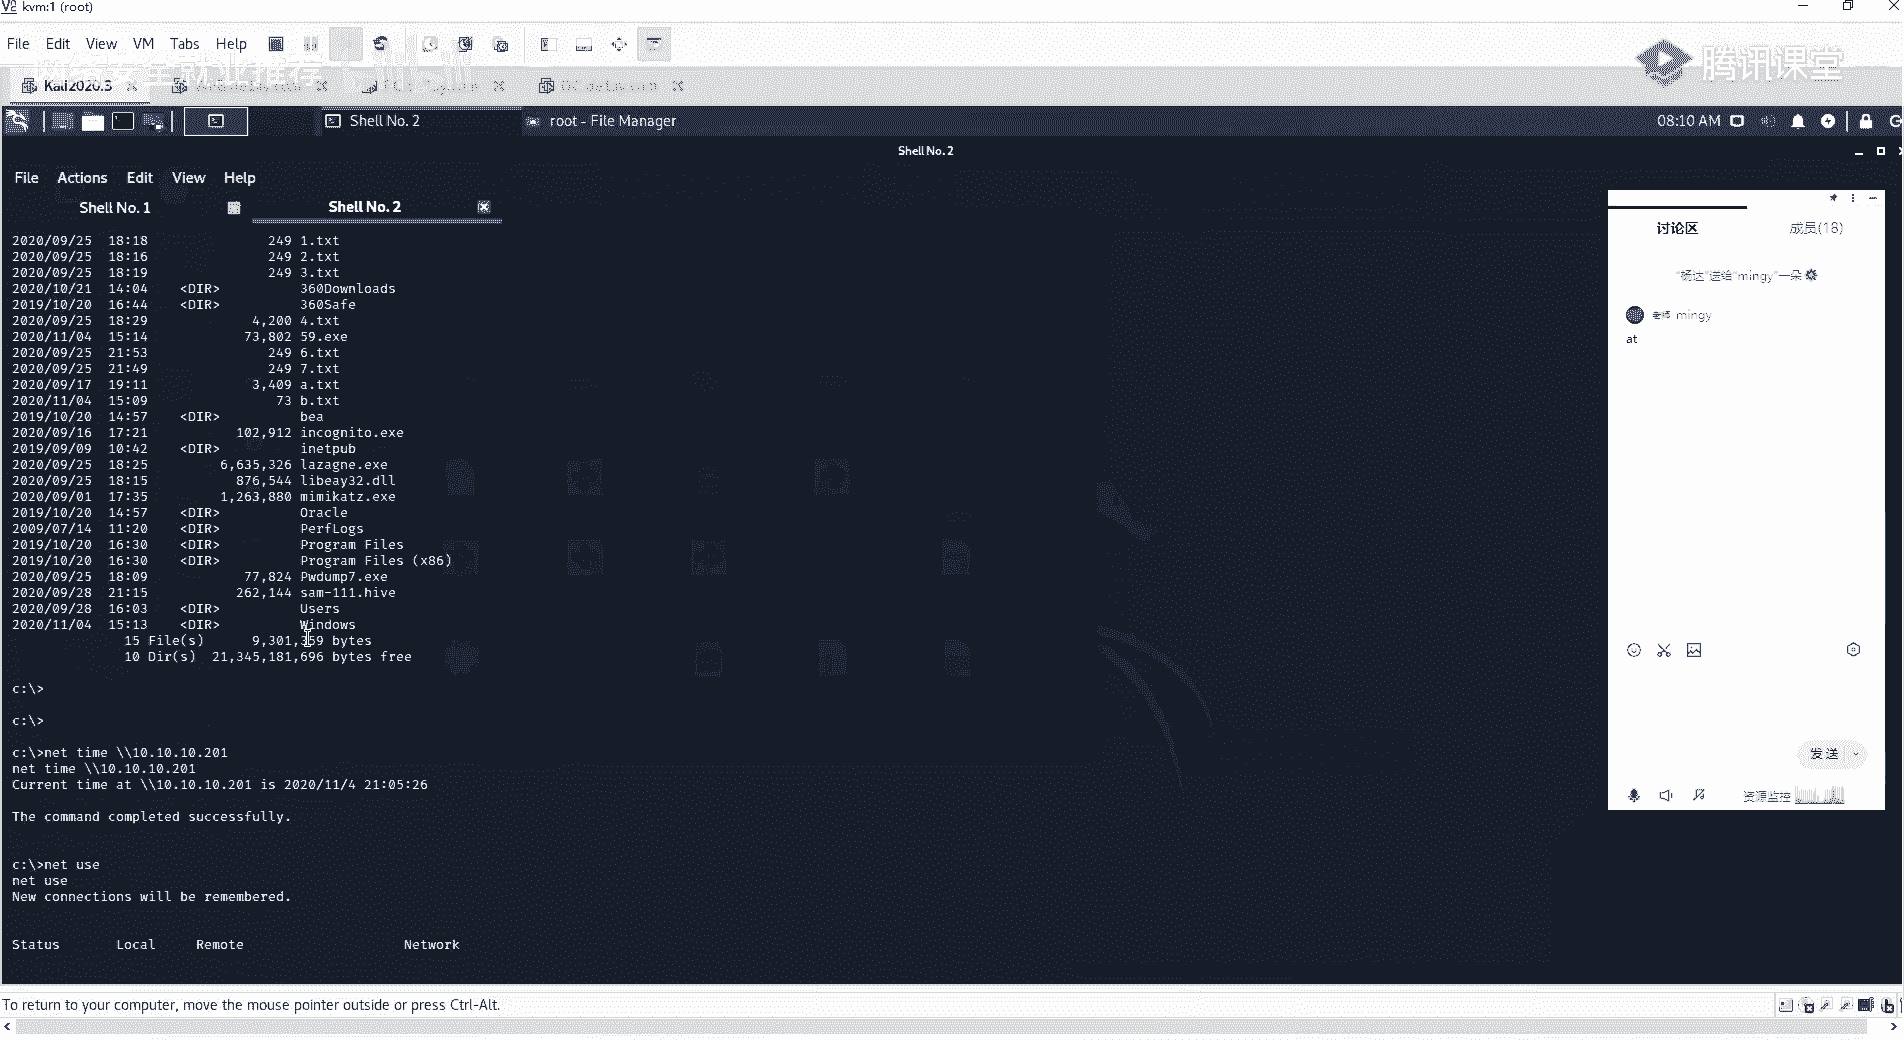 kvm:1 (root)
File Edit View VM Tabs Help
腾讯课堂
Kali2020.3
Shell No. 2
root - File Manager
08:10 AM
Shell No. 2
File Actions Edit View Help
Shell No. 1
Shell No. 2
2020/09/25 18:18 249 1.txt
2020/09/25 18:16 249 2.txt
2020/09/25 18:19 249 3.txt
2020/10/21 14:04 <DIR> 360Downloads
2019/10/20 16:44 <DIR> 360Safe
2020/09/25 18:29 4,200 4.txt
2020/11/04 15:14 73,802 59.exe
2020/09/25 21:53 249 6.txt
2020/09/25 21:49 249 7.txt
2020/09/17 19:11 3,409 a.txt
2020/11/04 15:09 73 b.txt
2019/10/20 14:57 <DIR> bea
2020/09/16 17:21 102,912 incognito.exe
2019/09/09 10:42 <DIR> inetpub
2020/09/25 18:25 6,635,326 lazagne.exe
2020/09/25 18:15 876,544 libeay32.dll
2020/09/01 17:35 1,263,880 mimikatz.exe
2019/10/20 14:57 <DIR> Oracle
2009/07/14 11:20 <DIR> PerfLogs
2019/10/20 16:30 <DIR> Program Files
2019/10/20 16:30 <DIR> Program Files (x86)
2020/09/25 18:09 77,824 Pwdump7.exe
2020/09/28 21:15 262,144 sam-111.hive
2020/09/28 16:03 <DIR> Users
2020/11/04 15:13 <DIR> Windows
15 File(s) 9,301,359 bytes
10 Dir(s) 21,345,181,696 bytes free
c:\>
c:\>
c:\>net time \\10.10.10.201
net time \\10.10.10.201
Current time at \\10.10.10.201 is 2020/11/4 21:05:26
The command completed successfully.
c:\>net use
net use
New connections will be remembered.
Status Local Remote Network
讨论区
成员(18)
"杨达"送给"mingy"一朵
老师 mingy
at
发送
资源监控
To return to your computer, move the mouse pointer outside or press Ctrl-Alt.